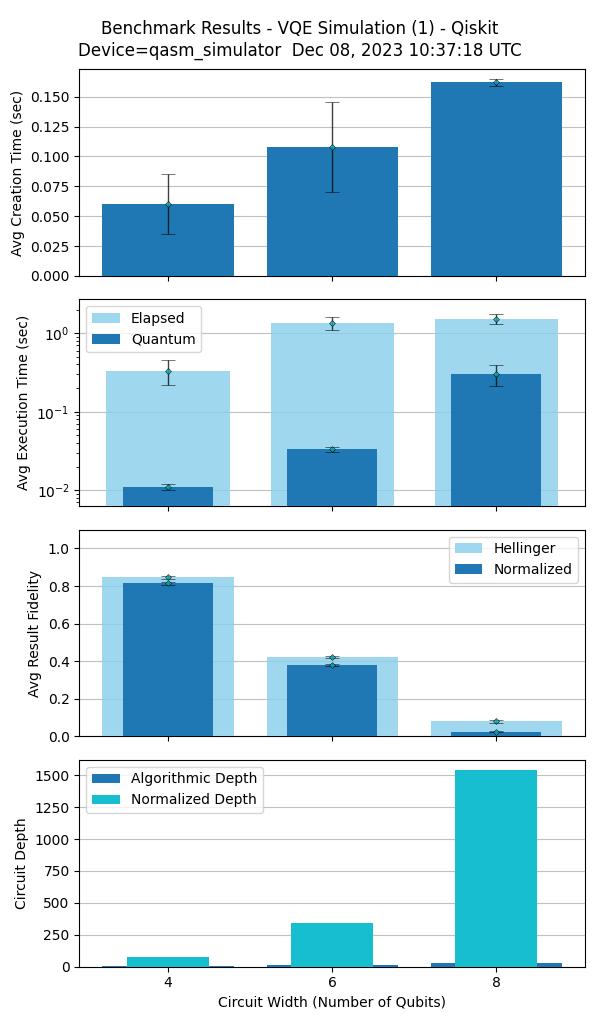 Benchmark Results - VQE Simulation (1) - Qiskit
Device=qasm_simulator  Dec 08, 2023 10:37:18 UTC
Avg Creation Time (sec)
0.150
0.125
0.100
0.075
0.050
0.025
0.000
Avg Execution Time (sec)
10⁰
10⁻¹
10⁻²
Elapsed
Quantum
Avg Result Fidelity
1.0
0.8
0.6
0.4
0.2
0.0
Hellinger
Normalized
Circuit Depth
1500
1250
1000
750
500
250
0
Algorithmic Depth
Normalized Depth
4 6 8
Circuit Width (Number of Qubits)